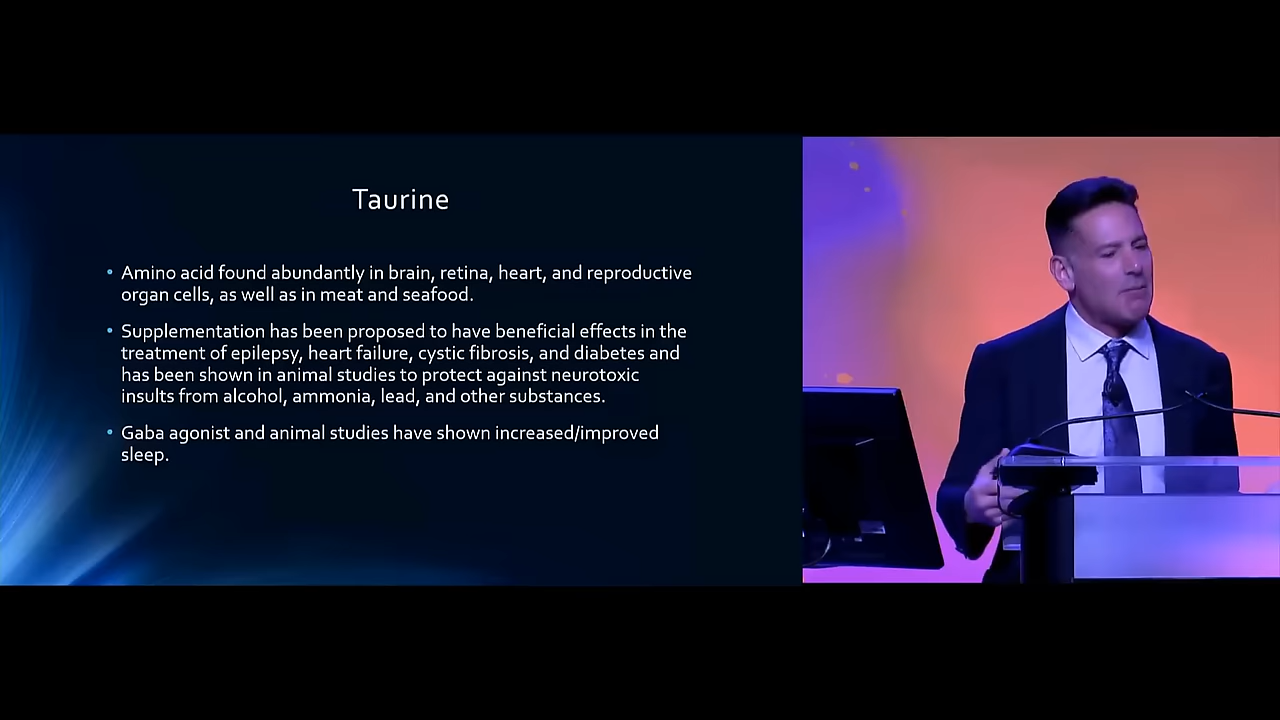 Taurine
• Amino acid found abundantly in brain, retina, heart, and reproductive
organ cells, as well as in meat and seafood.
• Supplementation has been proposed to have beneficial effects in the
treatment of epilepsy, heart failure, cystic fibrosis, and diabetes and
has been shown in animal studies to protect against neurotoxic
insults from alcohol, ammonia, lead, and other substances.
• Gaba agonist and animal studies have shown increased/improved
sleep.